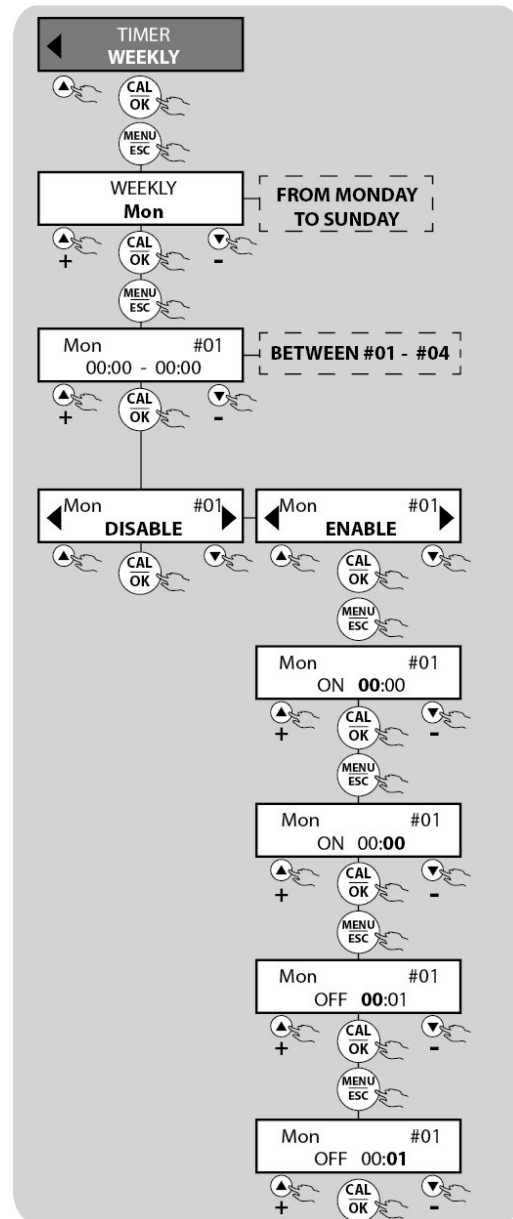 TIMER
WEEKLY
CAL
OK
MENU
ESC
WEEKLY
Mon
FROM MONDAY
TO SUNDAY
+
CAL
OK
-
MENU
ESC
Mon #01
00:00 - 00:00
BETWEEN #01 - #04
+
CAL
OK
-
Mon #01
DISABLE
Mon #01
ENABLE
CAL
OK
CAL
OK
MENU
ESC
Mon #01
ON 00:00
+
CAL
OK
-
MENU
ESC
Mon #01
ON 00:00
+
CAL
OK
-
MENU
ESC
Mon #01
OFF 00:01
+
CAL
OK
-
MENU
ESC
Mon #01
OFF 00:01
+
CAL
OK
-